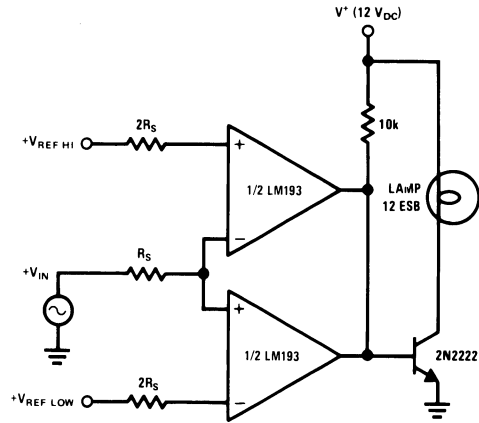 V+ (12 VDC)
2RS
+VREF HI
+
1/2 LM193
−
10k
LAMP
12 ESB
+VIN
RS
+
1/2 LM193
−
2N2222
2RS
+VREF LOW